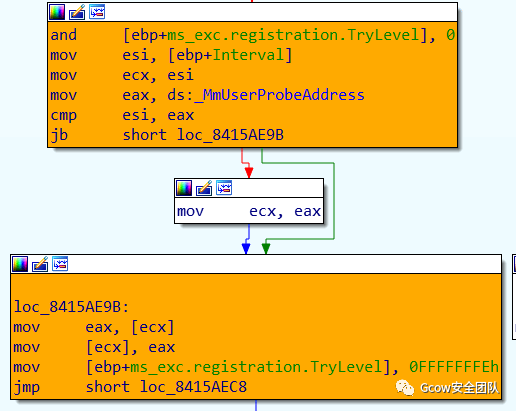 and     [ebp+ms_exc.registration.TryLevel], 0
mov     esi, [ebp+Interval]
mov     ecx, esi
mov     eax, ds:_MmUserProbeAddress
cmp     esi, eax
jb      short loc_8415AE9B
mov     ecx, eax
loc_8415AE9B:
mov     eax, [ecx]
mov     [ecx], eax
mov     [ebp+ms_exc.registration.TryLevel], 0FFFFFFFEh
jmp     short loc_8415AEC8
Gcow安全团队